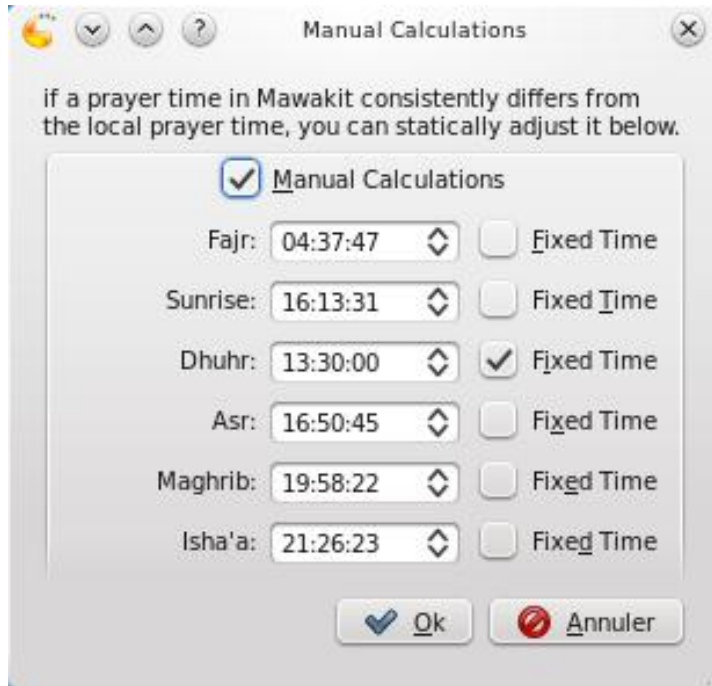 Manual Calculations
if a prayer time in Mawakit consistently differs from
the local prayer time, you can statically adjust it below.
Manual Calculations
Fajr: 04:37:47 Fixed Time
Sunrise: 16:13:31 Fixed Time
Dhuhr: 13:30:00 Fixed Time
Asr: 16:50:45 Fixed Time
Maghrib: 19:58:22 Fixed Time
Isha'a: 21:26:23 Fixed Time
Ok Annuler